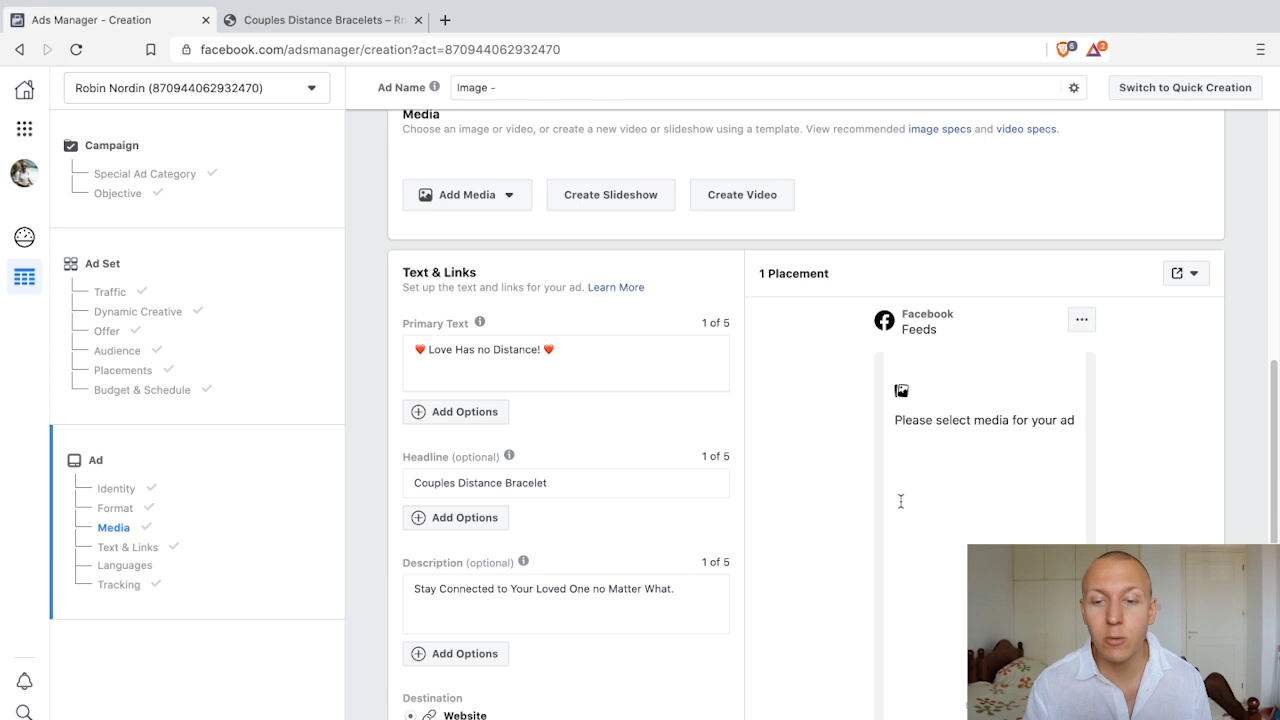 Ads Manager - Creation
Couples Distance Bracelets – Rn
facebook.com/adsmanager/creation?act=870944062932470
6
2
Robin Nordin (870944062932470)
Ad Name
Image -
Switch to Quick Creation
Campaign
Special Ad Category
Objective
Ad Set
Traffic
Dynamic Creative
Offer
Audience
Placements
Budget & Schedule
Ad
Identity
Format
Media
Text & Links
Languages
Tracking
Media
Choose an image or video, or create a new video or slideshow using a template. View recommended image specs and video specs.
Add Media
Create Slideshow
Create Video
Text & Links
Set up the text and links for your ad. Learn More
Primary Text
1 of 5
❤️ Love Has no Distance! ❤️
Add Options
Headline (optional)
1 of 5
Couples Distance Bracelet
Add Options
Description (optional)
1 of 5
Stay Connected to Your Loved One no Matter What.
Add Options
Destination
Website
1 Placement
Facebook
Feeds
Please select media for your ad